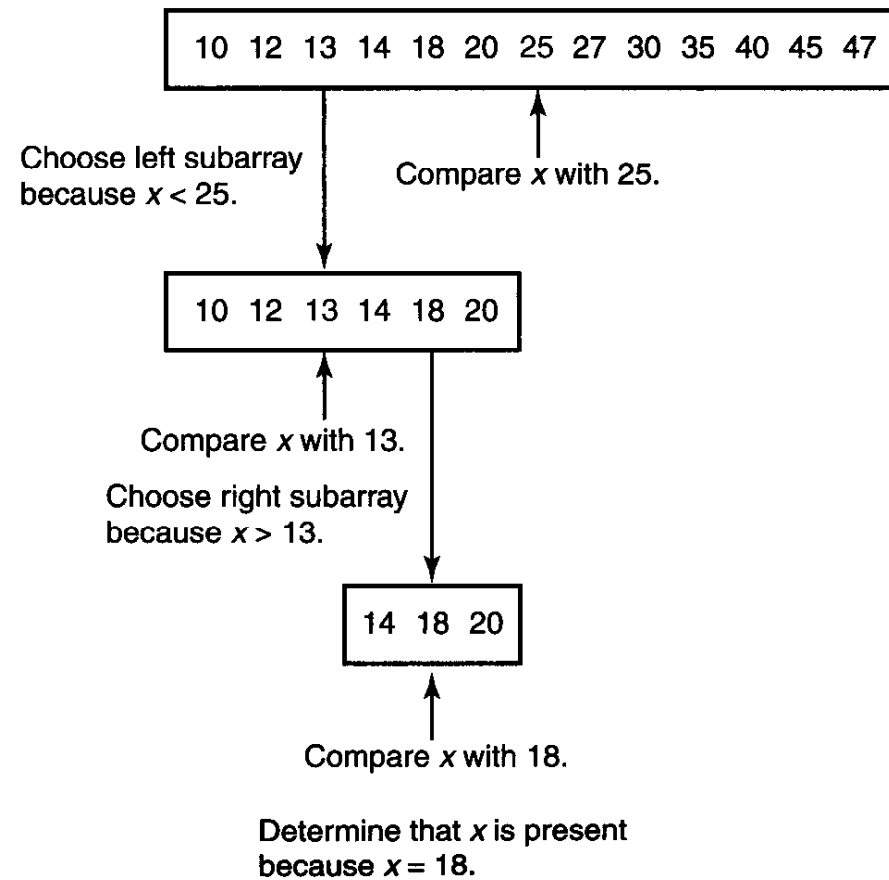 10 12 13 14 18 20 25 27 30 35 40 45 47
Choose left subarray
because x < 25.
Compare x with 25.
10 12 13 14 18 20
Compare x with 13.
Choose right subarray
because x > 13.
14 18 20
Compare x with 18.
Determine that x is present
because x = 18.